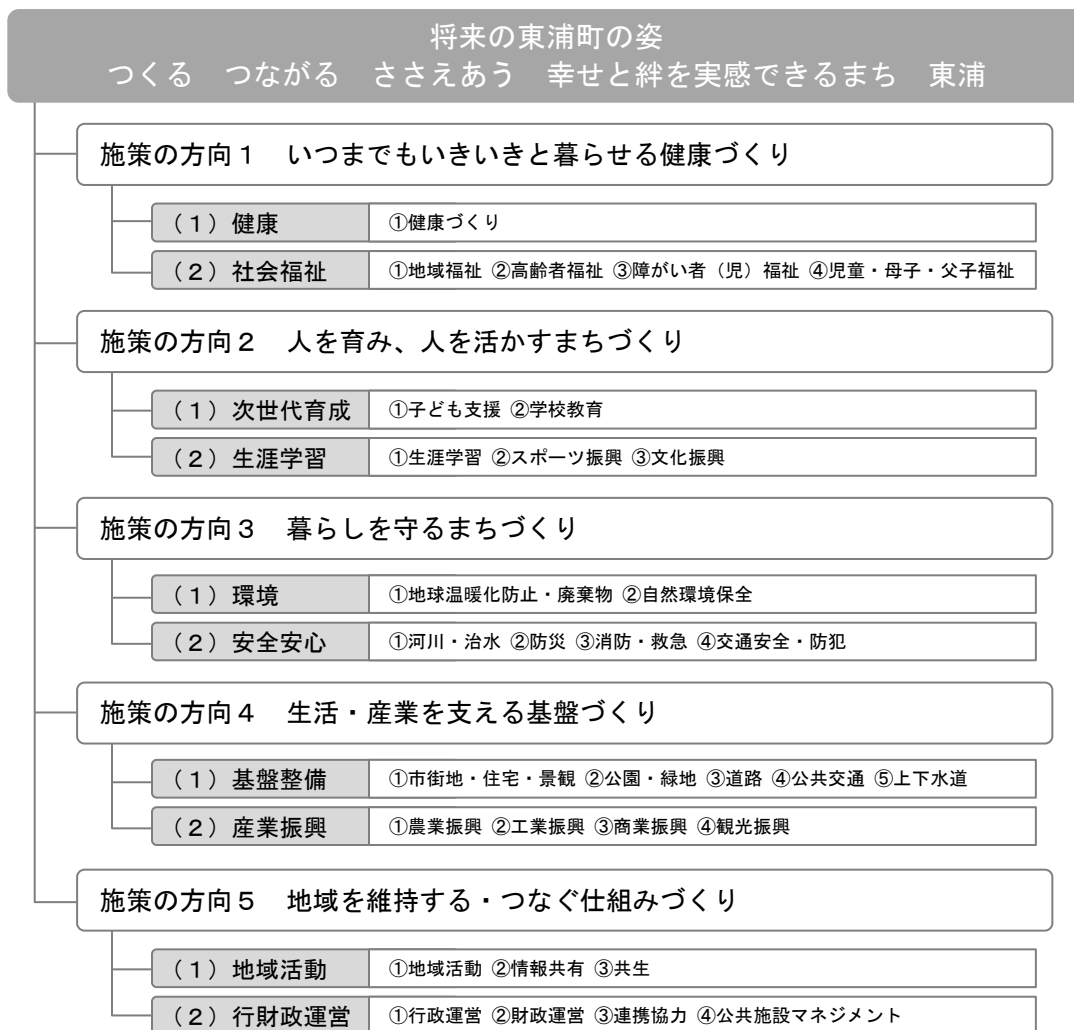 将来の東浦町の姿
つくる　つながる　ささえあう　幸せと絆を実感できるまち　東浦
施策の方向１　いつまでもいきいきと暮らせる健康づくり
（１）健康　①健康づくり
（２）社会福祉　①地域福祉 ②高齢者福祉 ③障がい者（児）福祉 ④児童・母子・父子福祉
施策の方向２　人を育み、人を活かすまちづくり
（１）次世代育成　①子ども支援 ②学校教育
（２）生涯学習　①生涯学習 ②スポーツ振興 ③文化振興
施策の方向３　暮らしを守るまちづくり
（１）環境　①地球温暖化防止・廃棄物 ②自然環境保全
（２）安全安心　①河川・治水 ②防災 ③消防・救急 ④交通安全・防犯
施策の方向４　生活・産業を支える基盤づくり
（１）基盤整備　①市街地・住宅・景観 ②公園・緑地 ③道路 ④公共交通 ⑤上下水道
（２）産業振興　①農業振興 ②工業振興 ③商業振興 ④観光振興
施策の方向５　地域を維持する・つなぐ仕組みづくり
（１）地域活動　①地域活動 ②情報共有 ③共生
（２）行財政運営　①行政運営 ②財政運営 ③連携協力 ④公共施設マネジメント